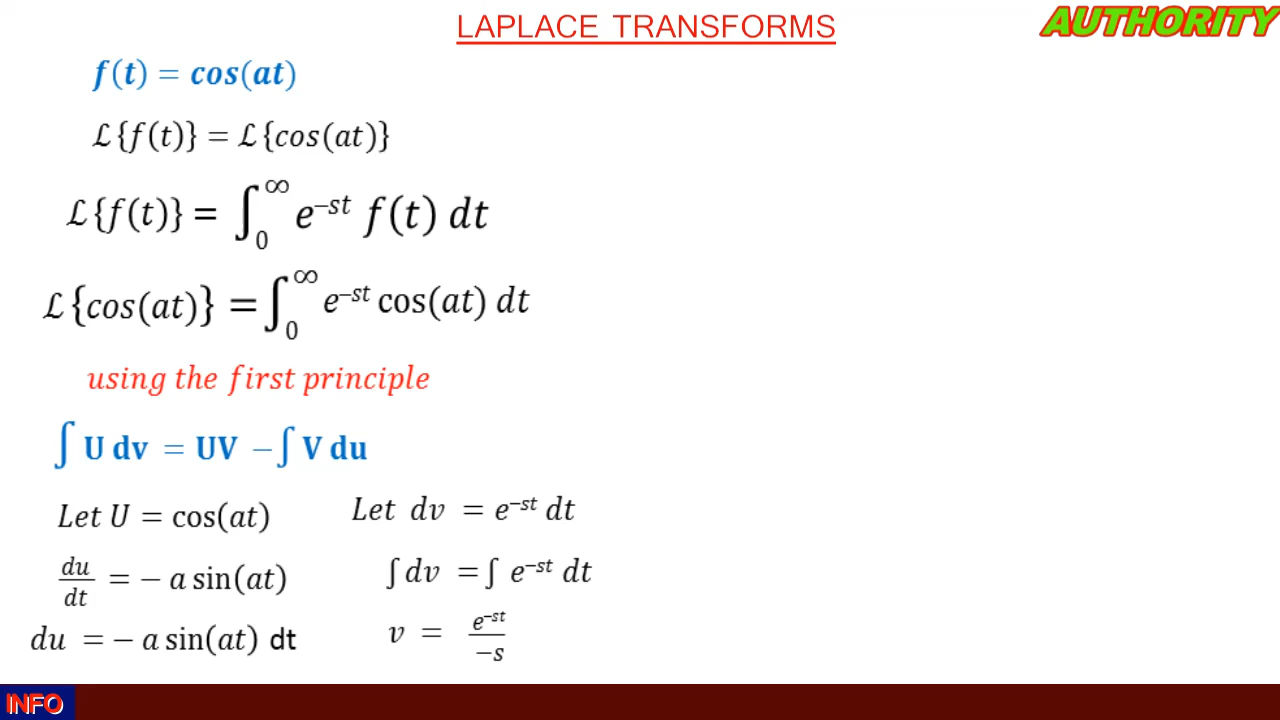 LAPLACE TRANSFORMS
AUTHORITY
f(t) = cos(at)
ℒ{f(t)} = ℒ{cos(at)}
ℒ{f(t)} = ∫₀^∞ e^–st f(t) dt
ℒ{cos(at)} = ∫₀^∞ e^–st cos(at) dt
using the first principle
∫ U dv = UV − ∫ V du
Let U = cos(at)
du/dt = − a sin(at)
du = − a sin(at) dt
Let dv = e^–st dt
∫ dv = ∫ e^–st dt
v = e^–st/−s
INFO